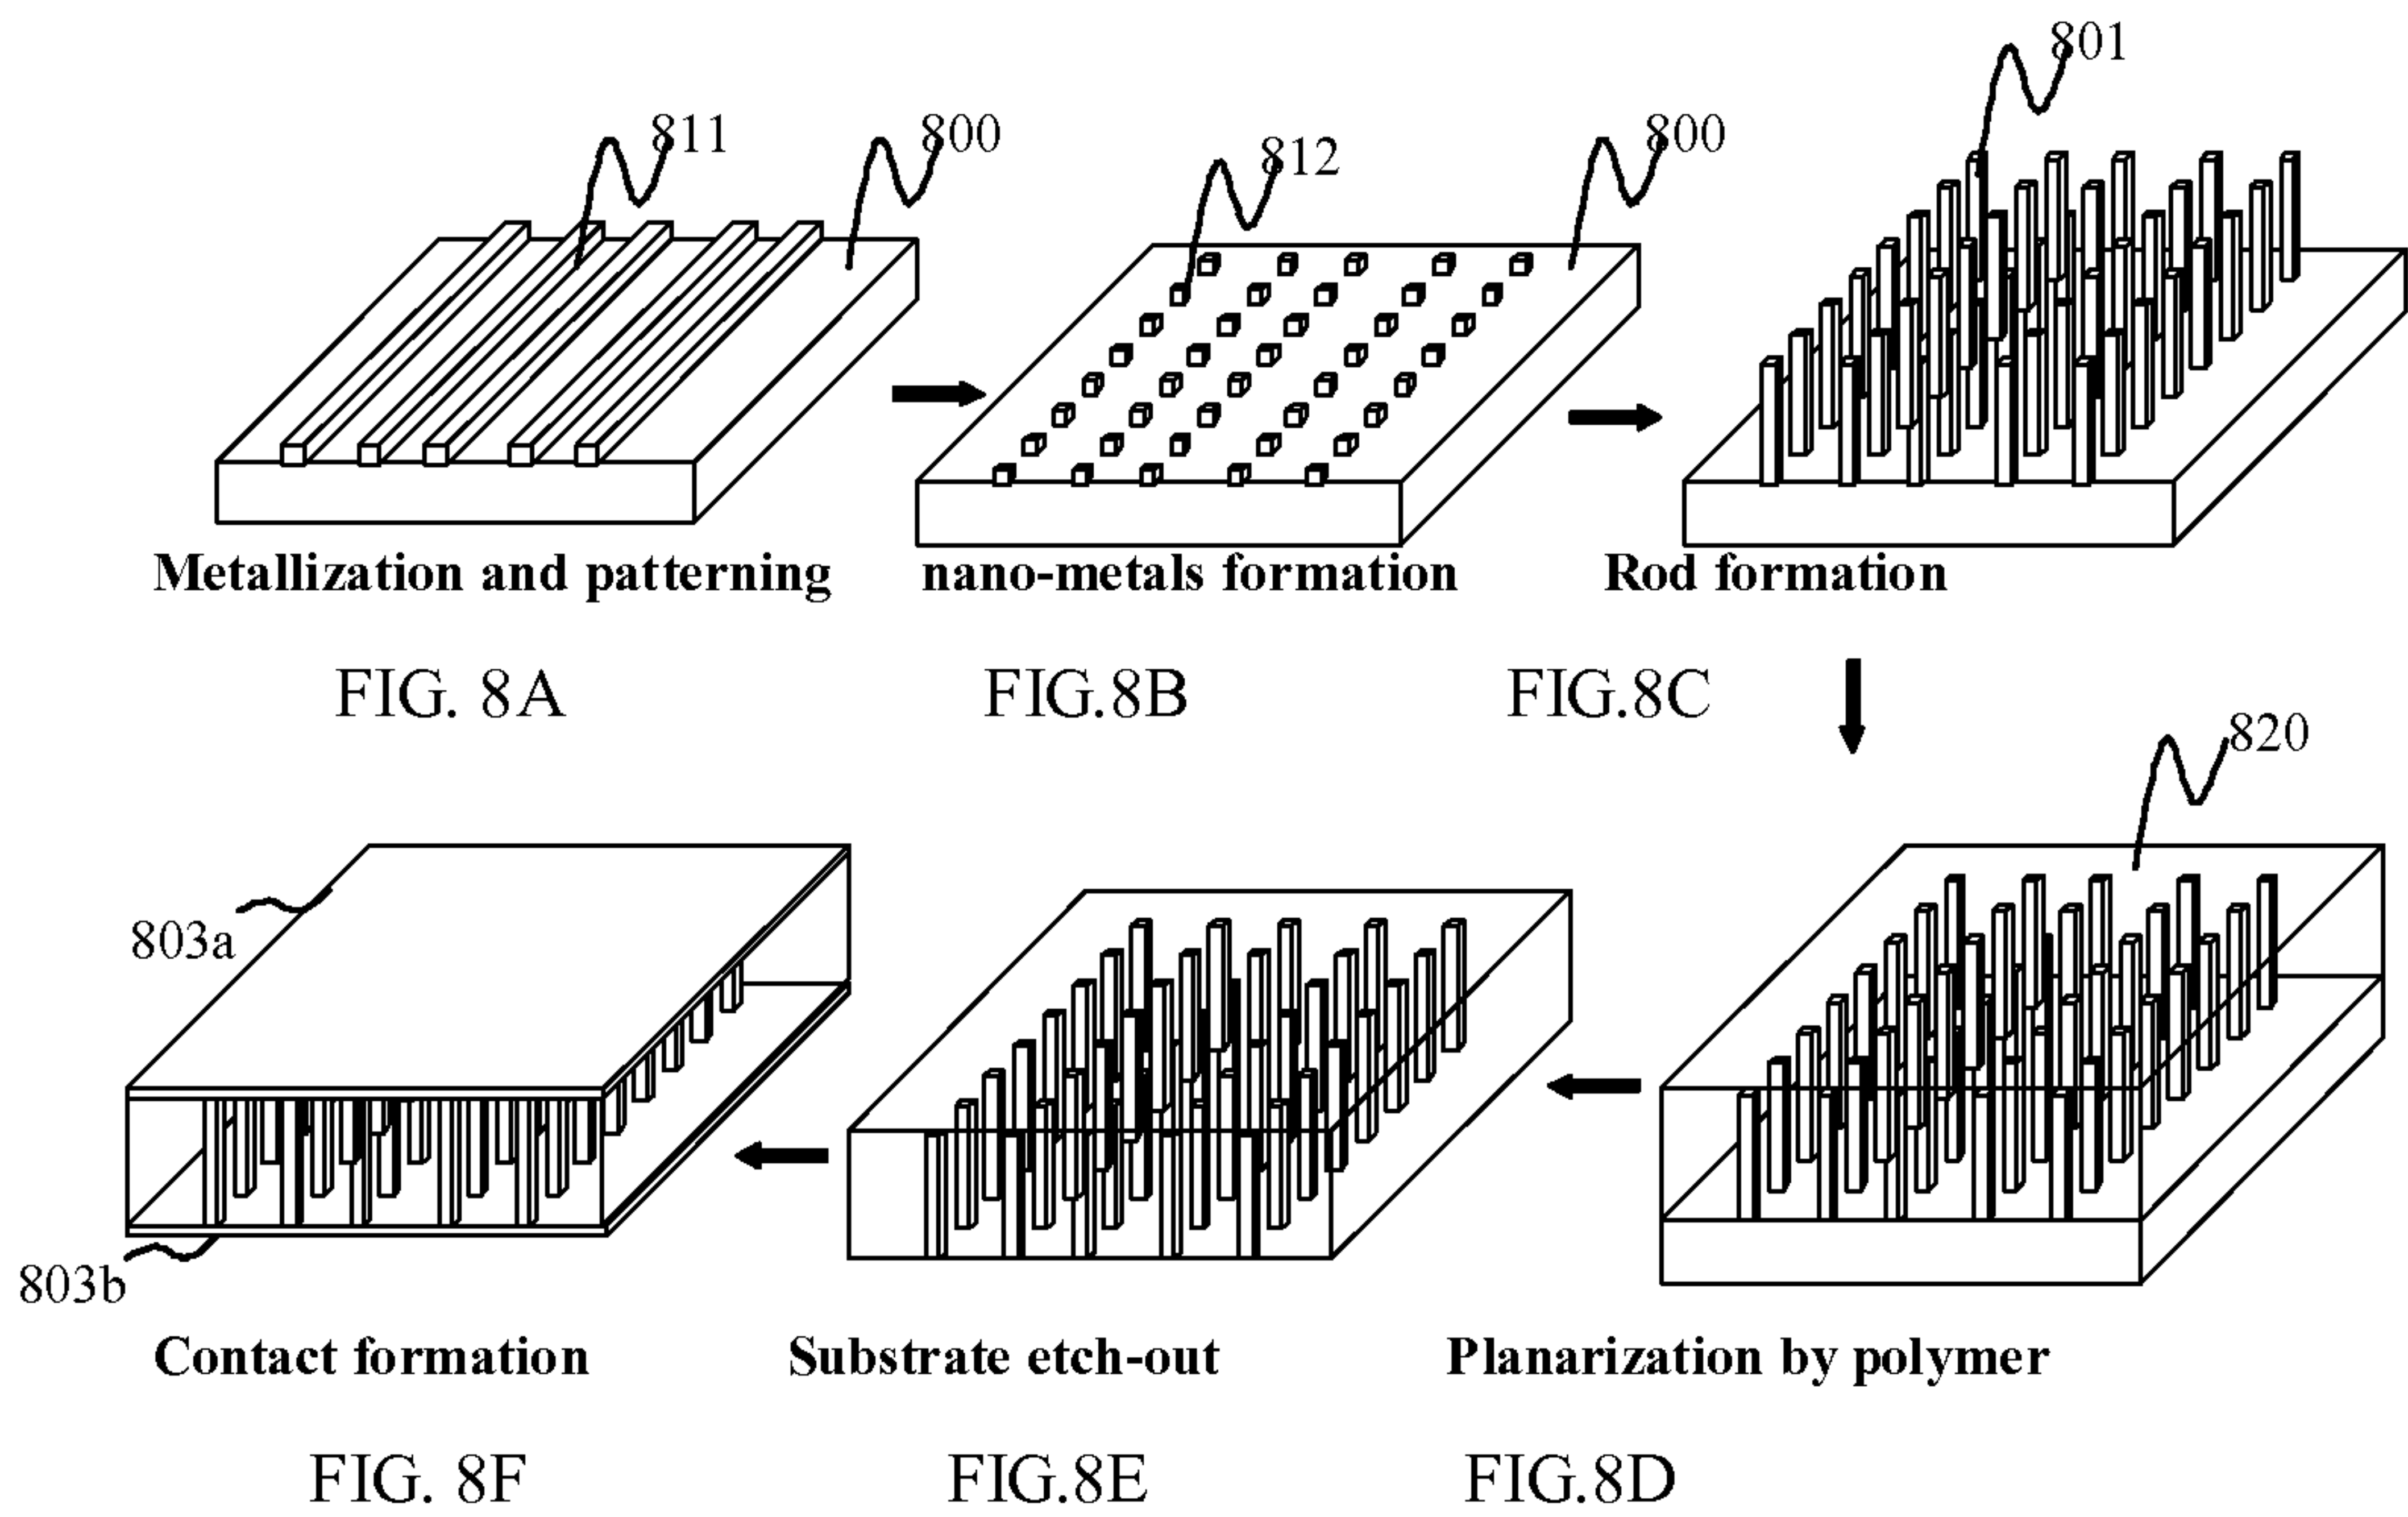 801
811
800
812
800
Metallization and patterning
nano-metals formation
Rod formation
FIG. 8A
FIG.8B
FIG.8C
820
803a
803b
Contact formation
Substrate etch-out
Planarization by polymer
FIG. 8F
FIG.8E
FIG.8D